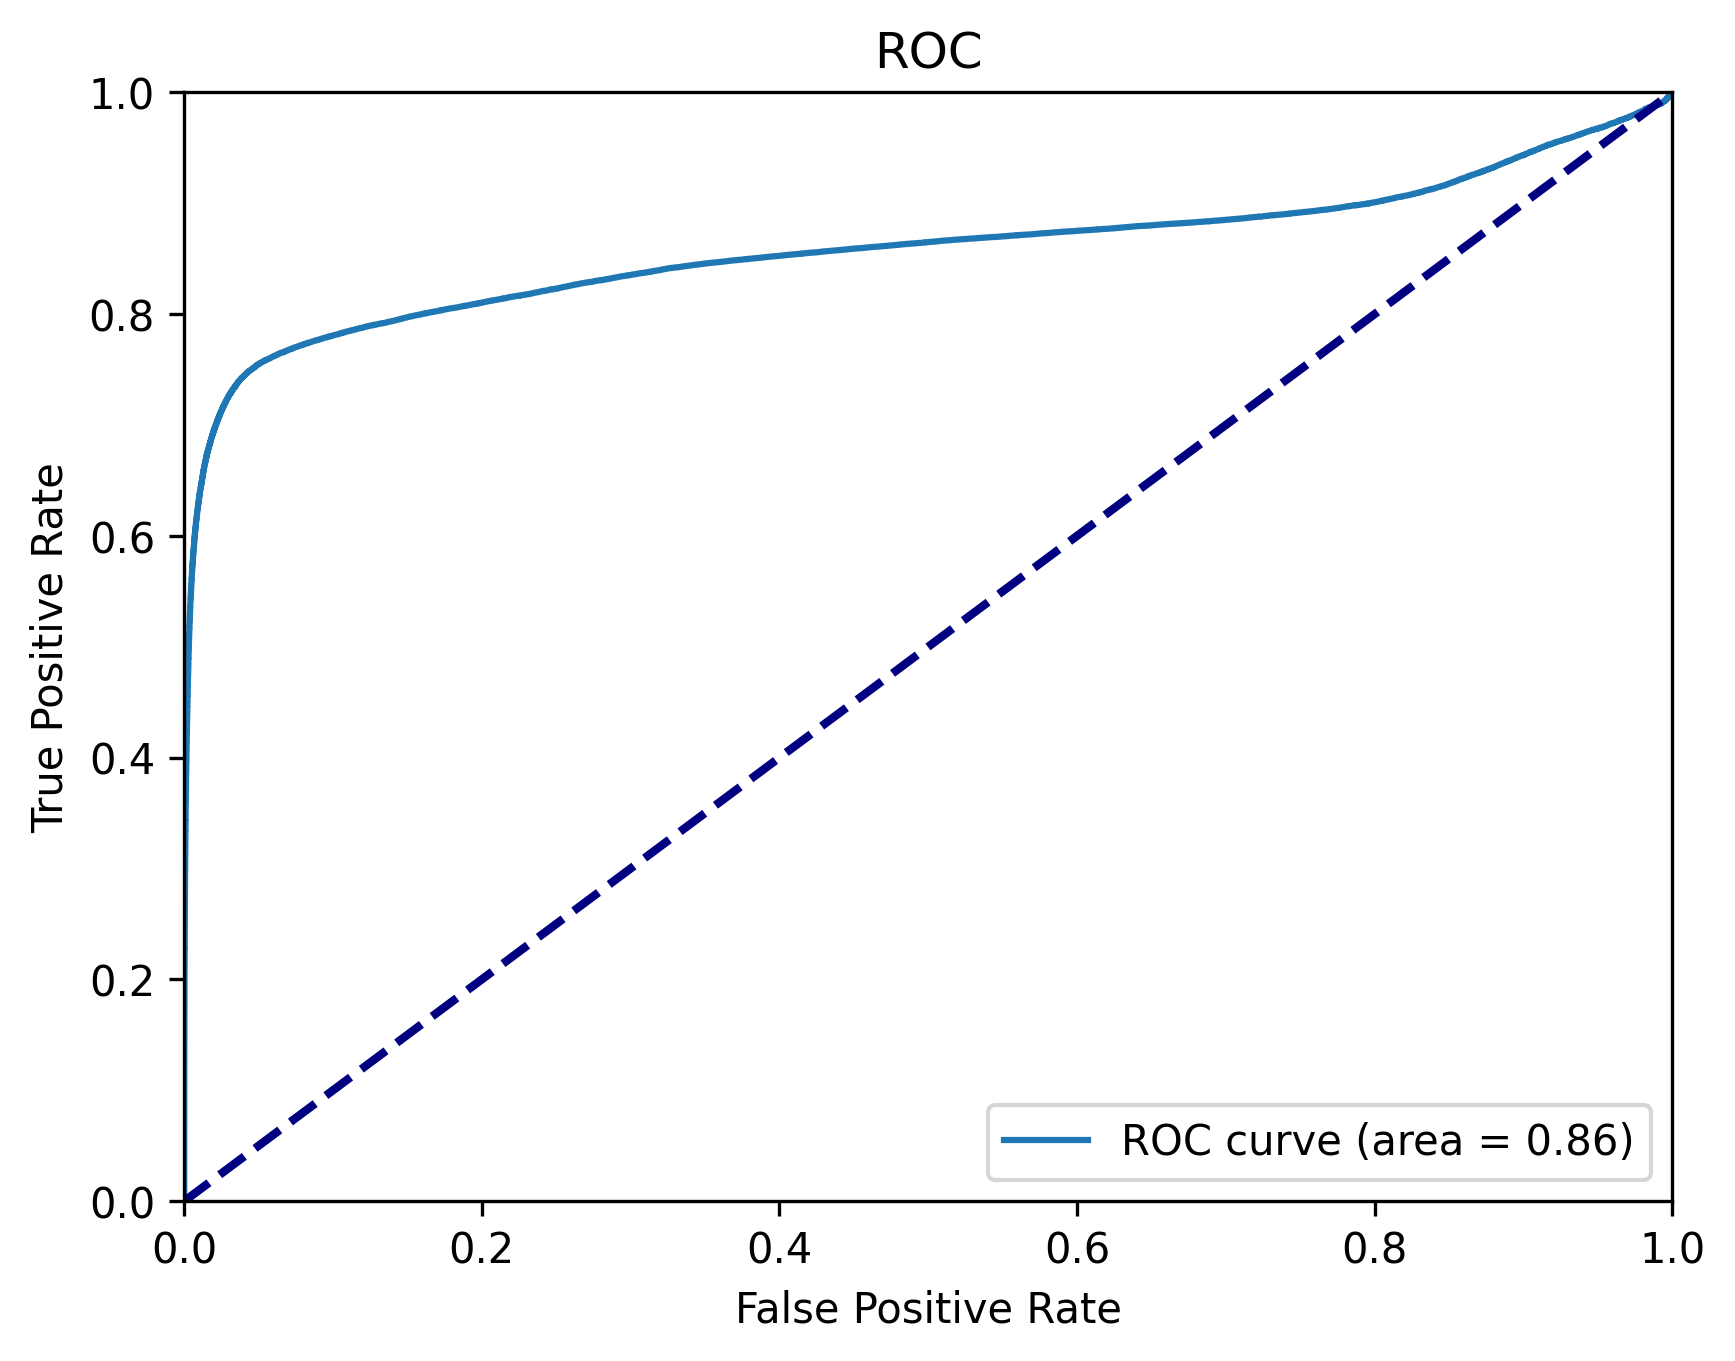 ROC
1.0
0.8
0.6
0.4
0.2
0.0
True Positive Rate
ROC curve (area = 0.86)
0.0 0.2 0.4 0.6 0.8 1.0
False Positive Rate